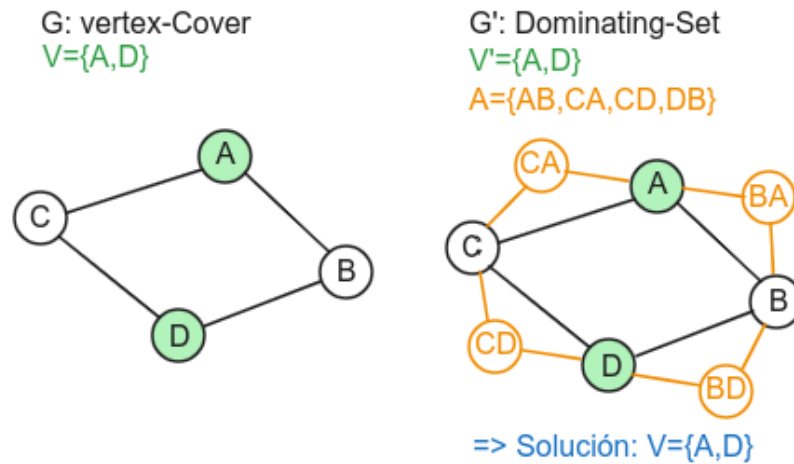 G: vertex-Cover
V={A,D}
A
C
B
D
G': Dominating-Set
V'={A,D}
A={AB,CA,CD,DB}
CA
A
BA
C
B
CD
D
BD
=> Solución: V={A,D}